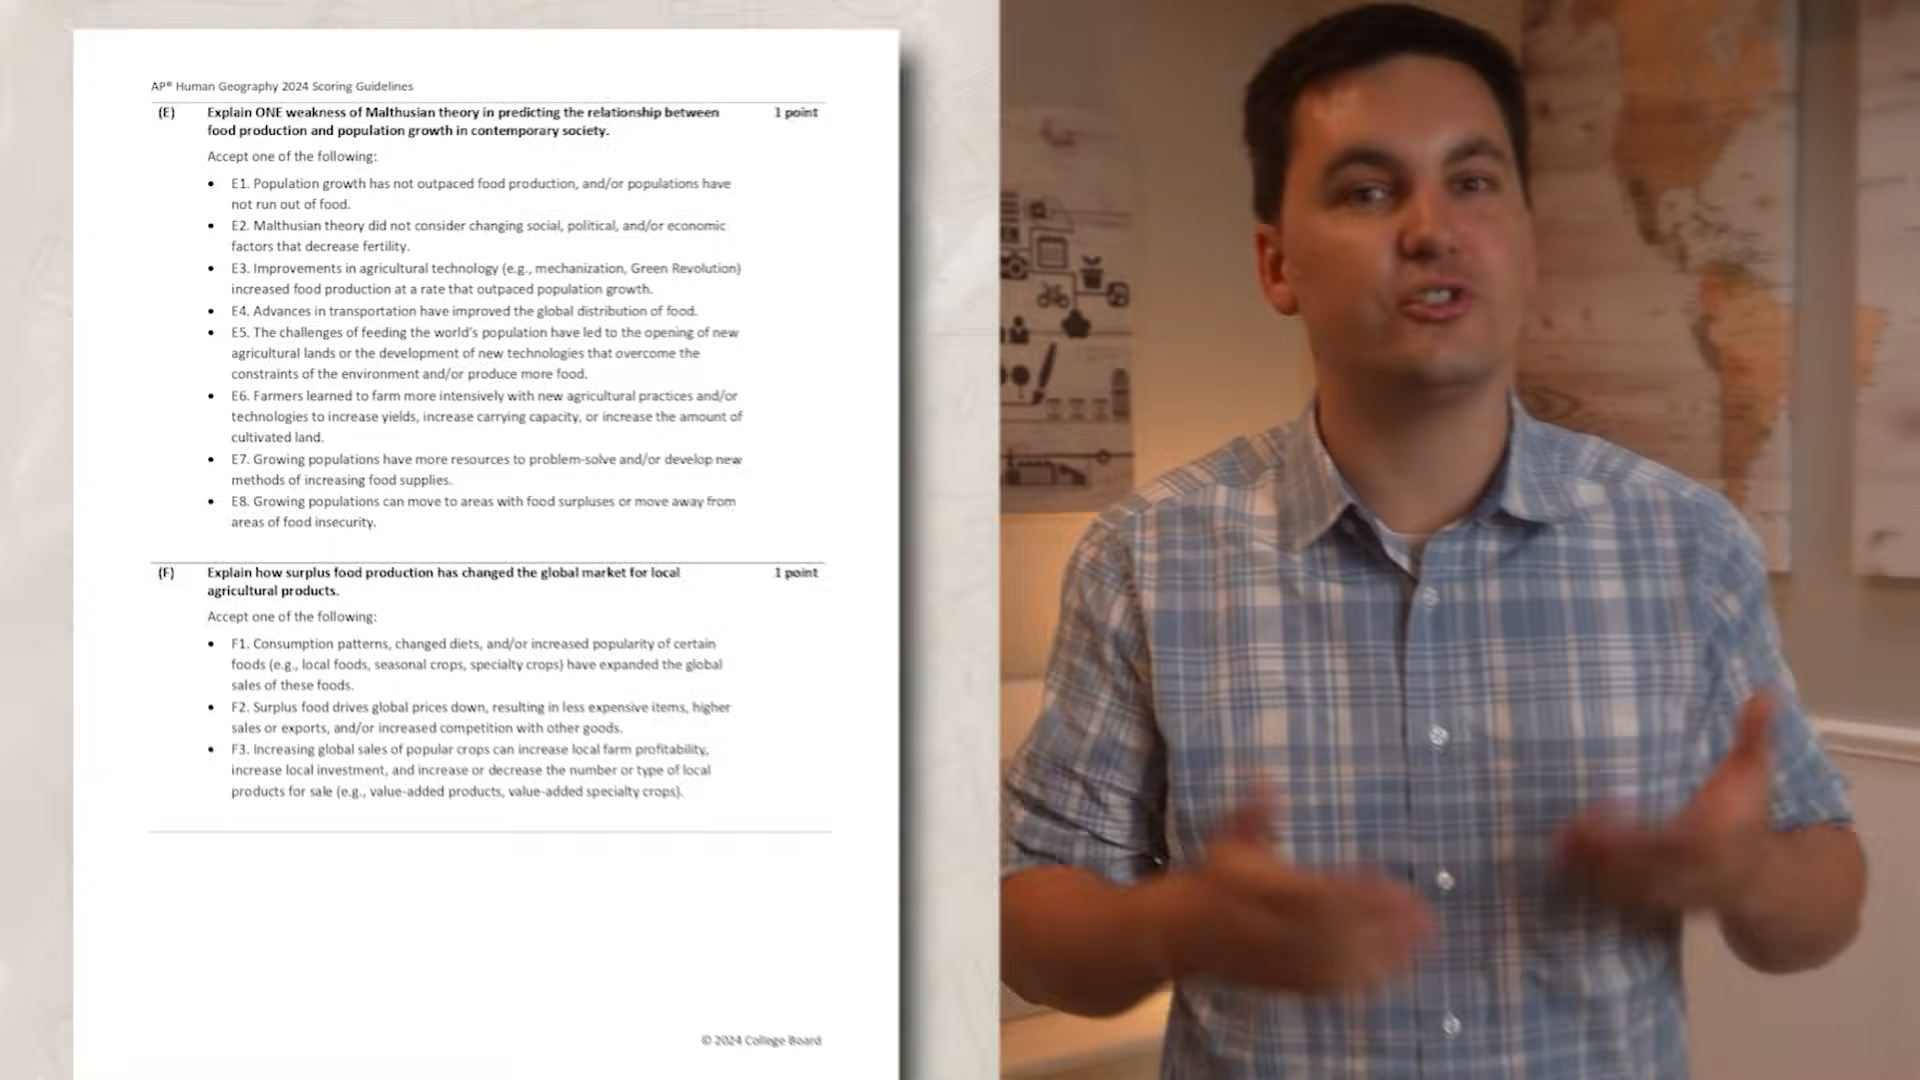 AP® Human Geography 2024 Scoring Guidelines
(E) Explain ONE weakness of Malthusian theory in predicting the relationship between 1 point
food production and population growth in contemporary society.
Accept one of the following:
• E1. Population growth has not outpaced food production, and/or populations have
not run out of food.
• E2. Malthusian theory did not consider changing social, political, and/or economic
factors that decrease fertility.
• E3. Improvements in agricultural technology (e.g., mechanization, Green Revolution)
increased food production at a rate that outpaced population growth.
• E4. Advances in transportation have improved the global distribution of food.
• E5. The challenges of feeding the world's population have led to the opening of new
agricultural lands or the development of new technologies that overcome the
constraints of the environment and/or produce more food.
• E6. Farmers learned to farm more intensively with new agricultural practices and/or
technologies to increase yields, increase carrying capacity, or increase the amount of
cultivated land.
• E7. Growing populations have more resources to problem-solve and/or develop new
methods of increasing food supplies.
• E8. Growing populations can move to areas with food surpluses or move away from
areas of food insecurity.
(F) Explain how surplus food production has changed the global market for local 1 point
agricultural products.
Accept one of the following:
• F1. Consumption patterns, changed diets, and/or increased popularity of certain
foods (e.g., local foods, seasonal crops, specialty crops) have expanded the global
sales of these foods.
• F2. Surplus food drives global prices down, resulting in less expensive items, higher
sales or exports, and/or increased competition with other goods.
• F3. Increasing global sales of popular crops can increase local farm profitability,
increase local investment, and increase or decrease the number or type of local
products for sale (e.g., value-added products, value-added specialty crops).
© 2024 College Board